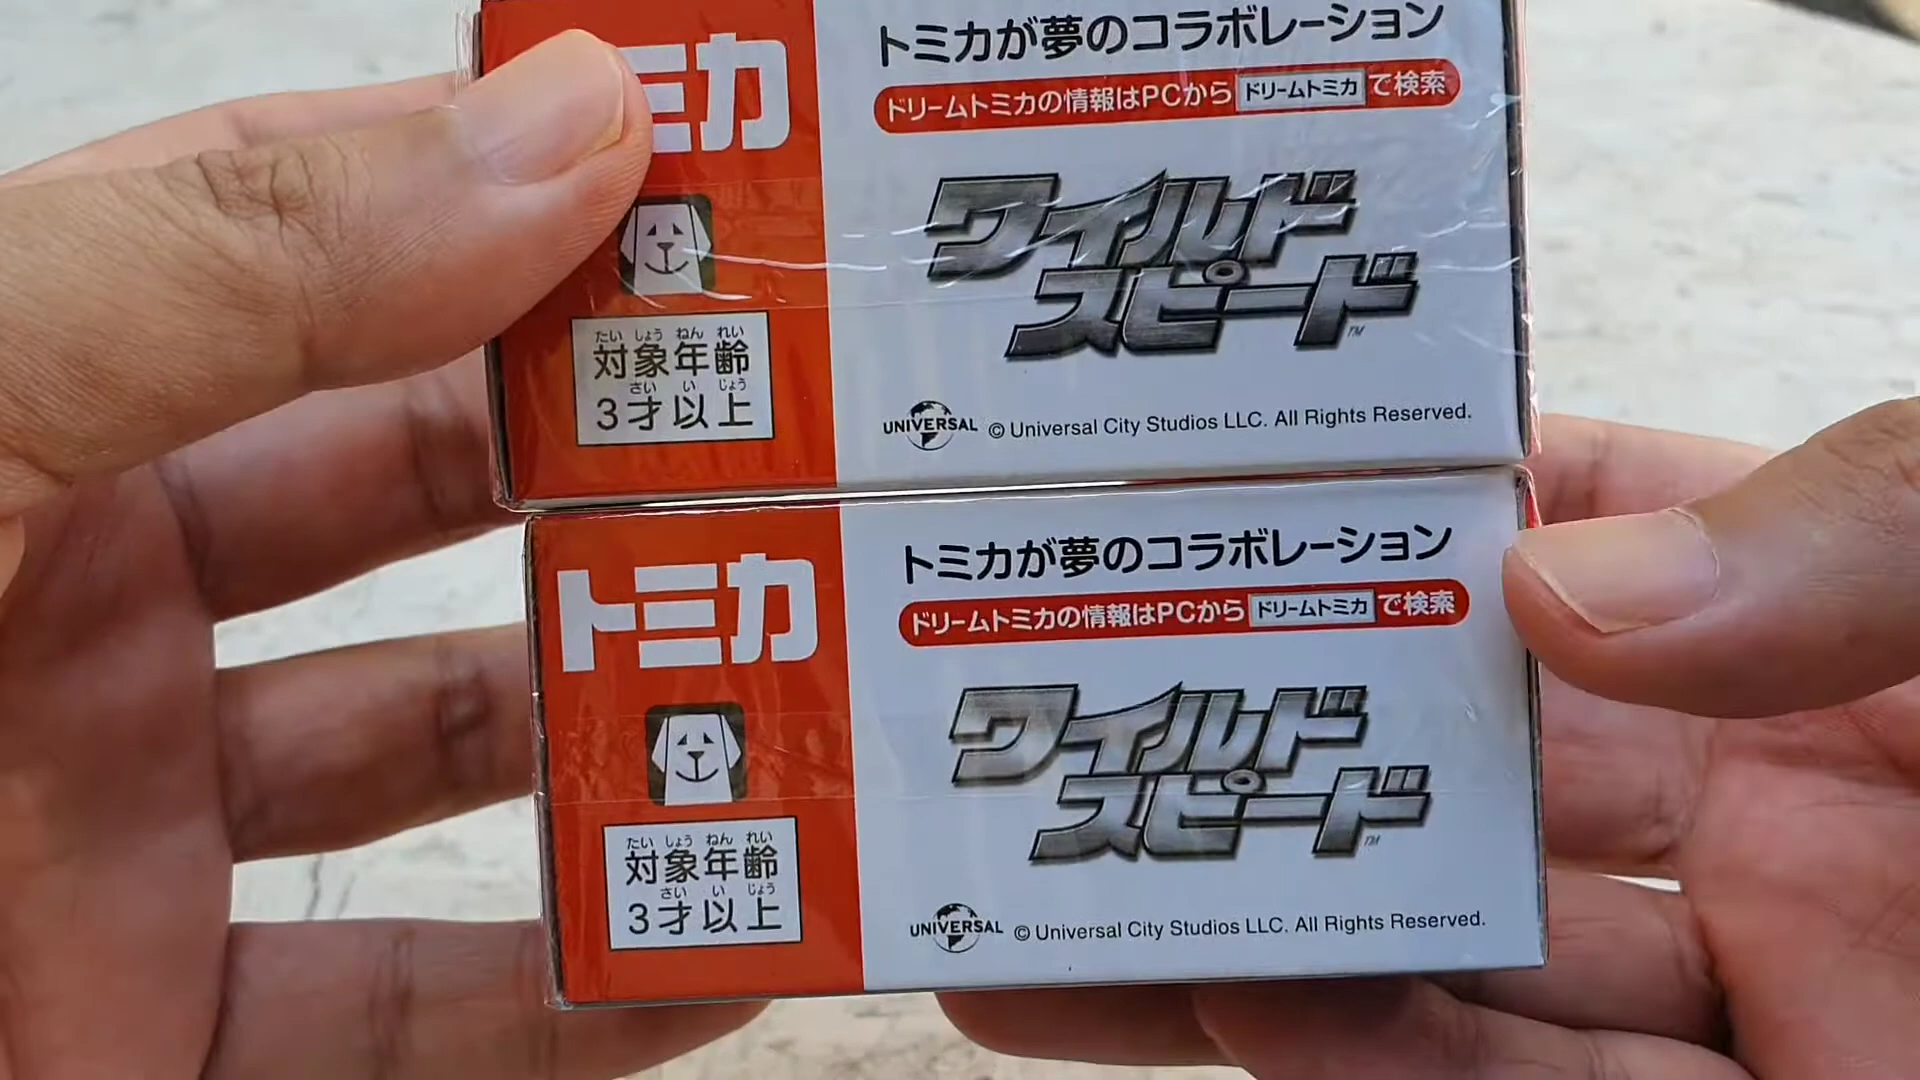 ミカ
トミカが夢のコラボレーション
ドリームトミカの情報はPCから ドリームトミカ で検索
ワイルド
スピード
TM
たい しょう ねん れい
対象年齢
さい い じょう
3才以上
UNIVERSAL © Universal City Studios LLC. All Rights Reserved.
トミカ
トミカが夢のコラボレーション
ドリームトミカの情報はPCから ドリームトミカ で検索
ワイルド
スピード
TM
たい しょう ねん れい
対象年齢
さい い じょう
3才以上
UNIVERSAL © Universal City Studios LLC. All Rights Reserved.